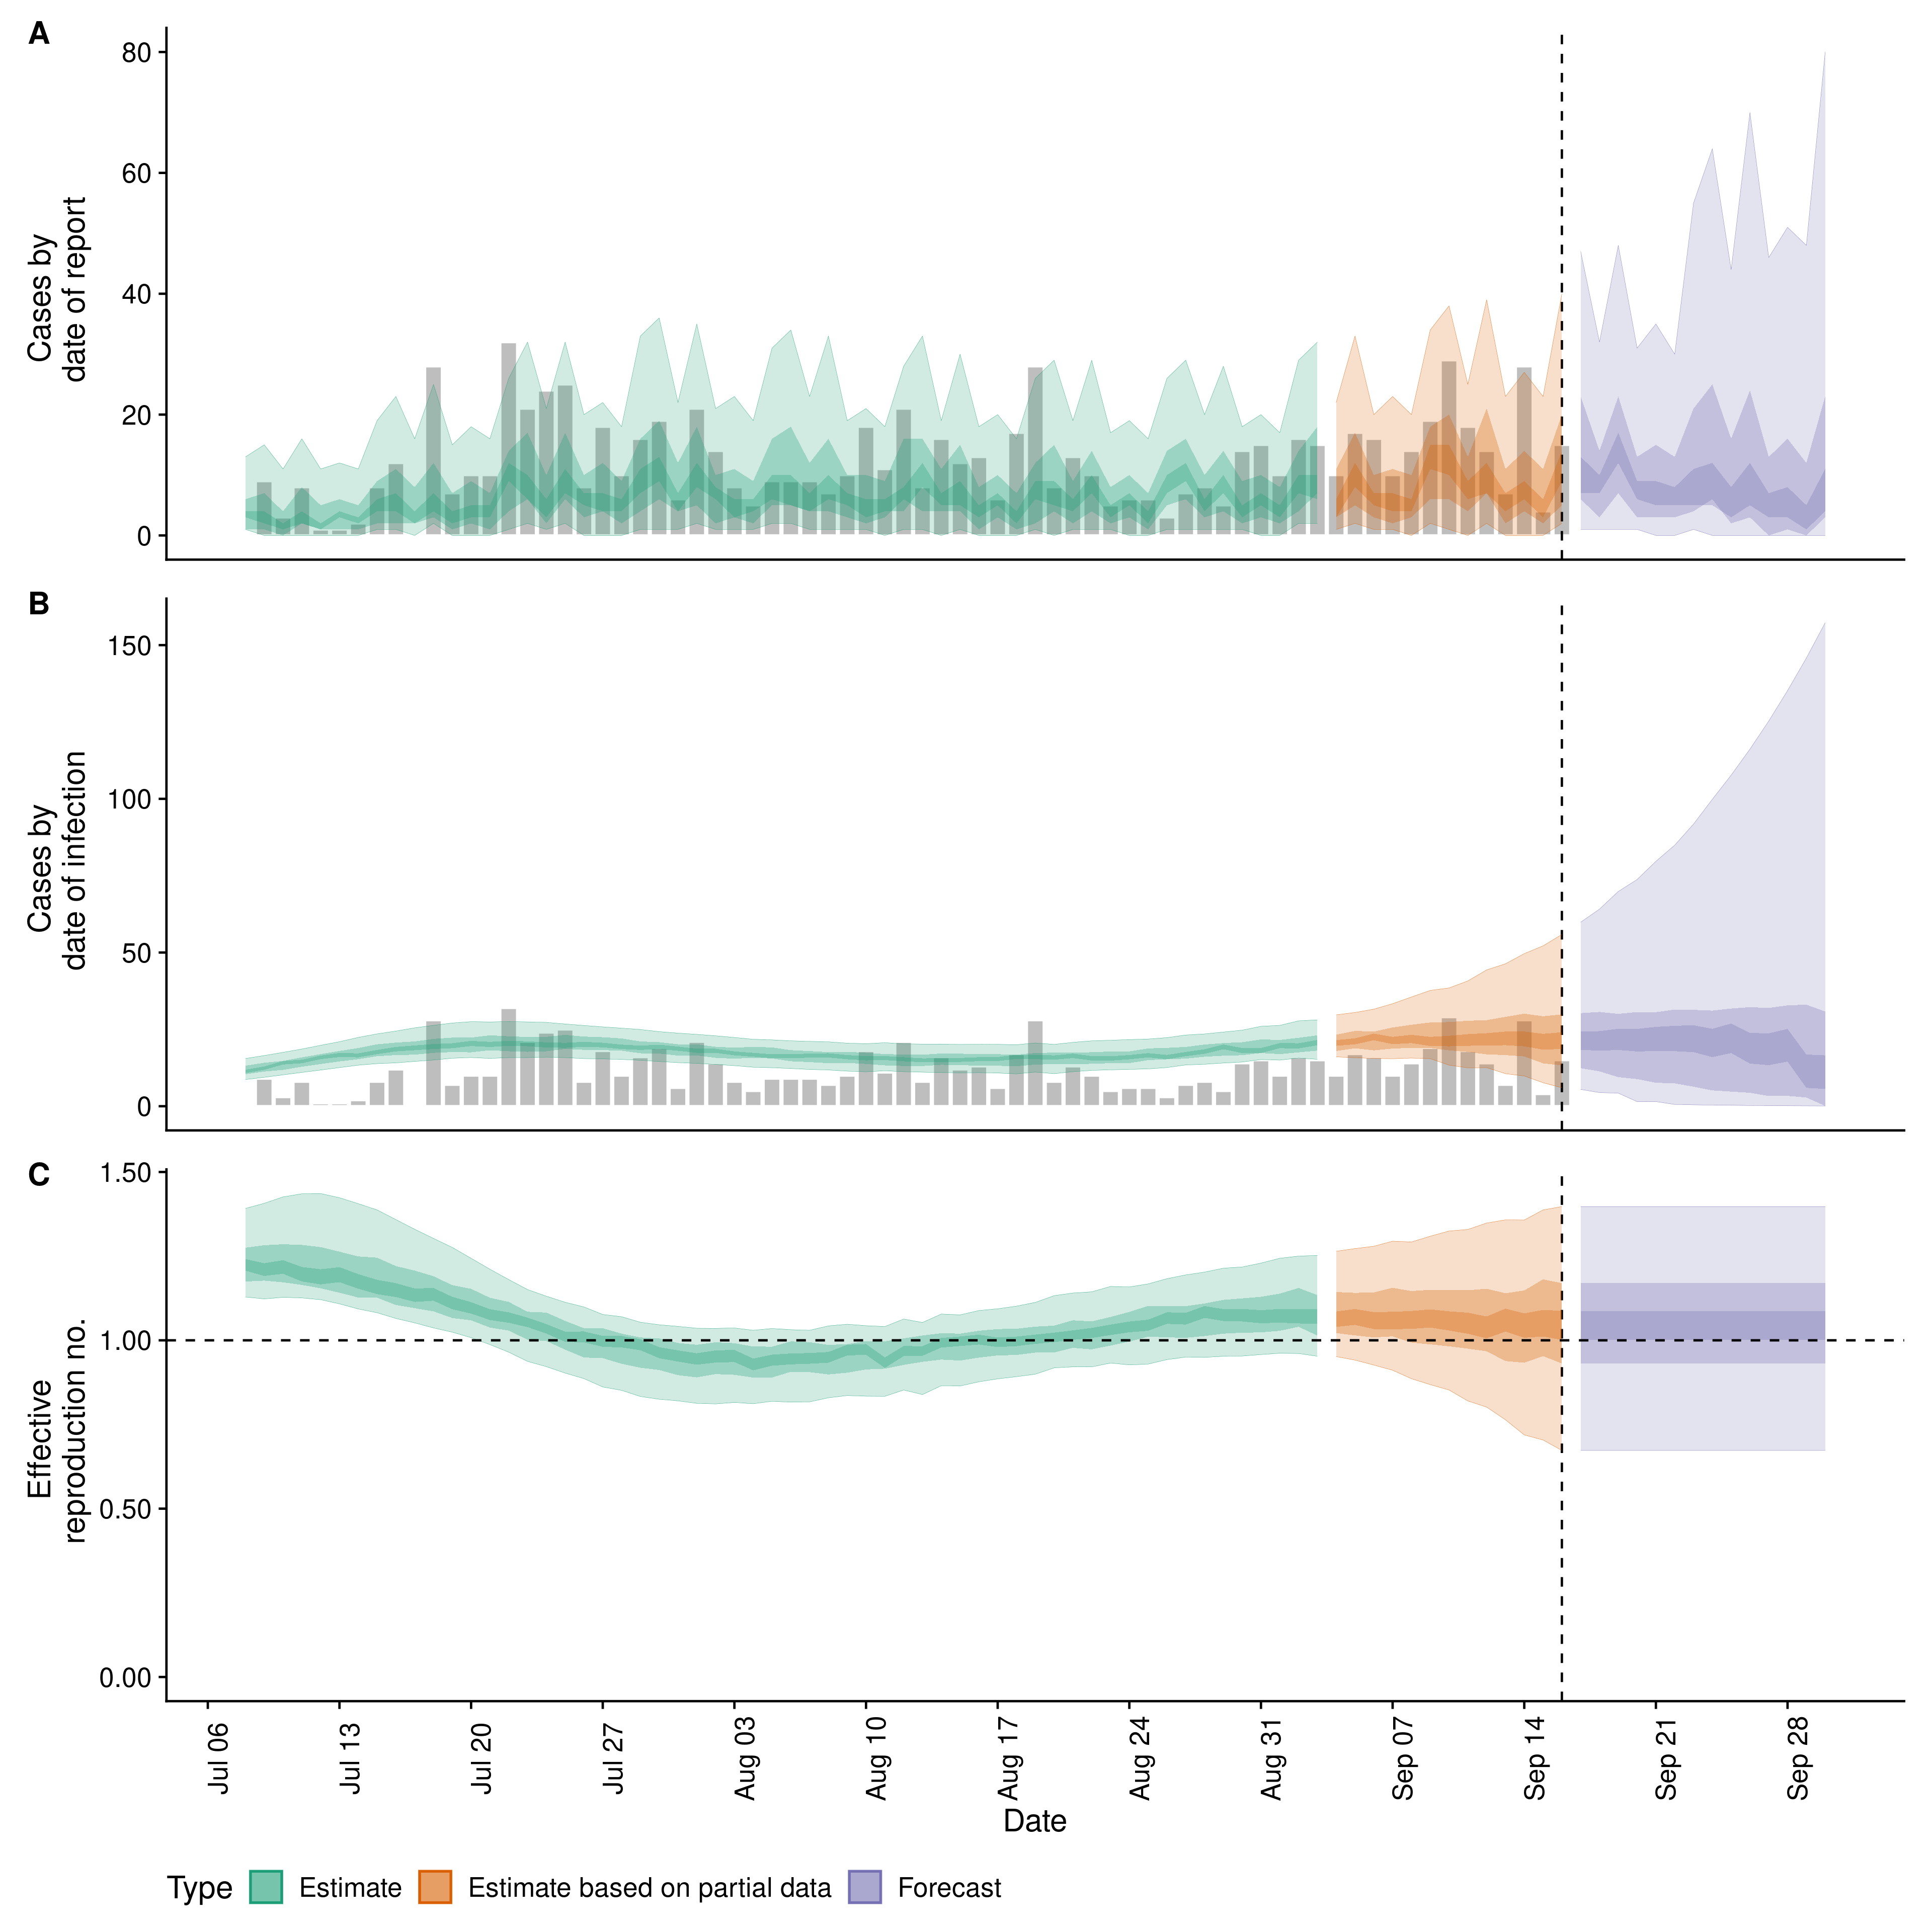 A
80
60
40
20
0
Cases by
date of report
B
150
100
50
0
Cases by
date of infection
C
1.50
1.00
0.50
0.00
Effective
reproduction no.
Jul 06
Jul 13
Jul 20
Jul 27
Aug 03
Aug 10
Aug 17
Aug 24
Aug 31
Sep 07
Sep 14
Sep 21
Sep 28
Date
Type Estimate Estimate based on partial data Forecast